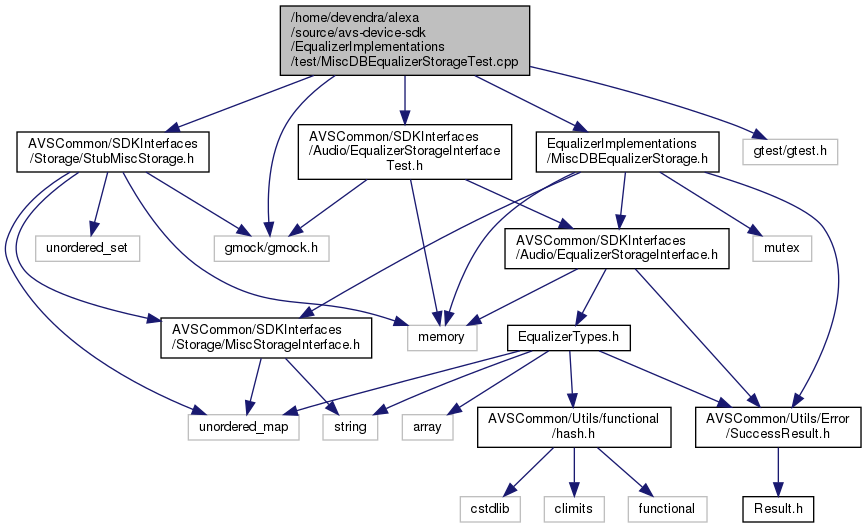 /home/devendra/alexa
/source/avs-device-sdk
/EqualizerImplementations
/test/MiscDBEqualizerStorageTest.cpp
AVSCommon/SDKInterfaces
/Storage/StubMiscStorage.h
AVSCommon/SDKInterfaces
/Audio/EqualizerStorageInterface
Test.h
EqualizerImplementations
/MiscDBEqualizerStorage.h
gtest/gtest.h
unordered_set
gmock/gmock.h
AVSCommon/SDKInterfaces
/Audio/EqualizerStorageInterface.h
mutex
AVSCommon/SDKInterfaces
/Storage/MiscStorageInterface.h
memory
EqualizerTypes.h
unordered_map
string
array
AVSCommon/Utils/functional
/hash.h
AVSCommon/Utils/Error
/SuccessResult.h
cstdlib
climits
functional
Result.h